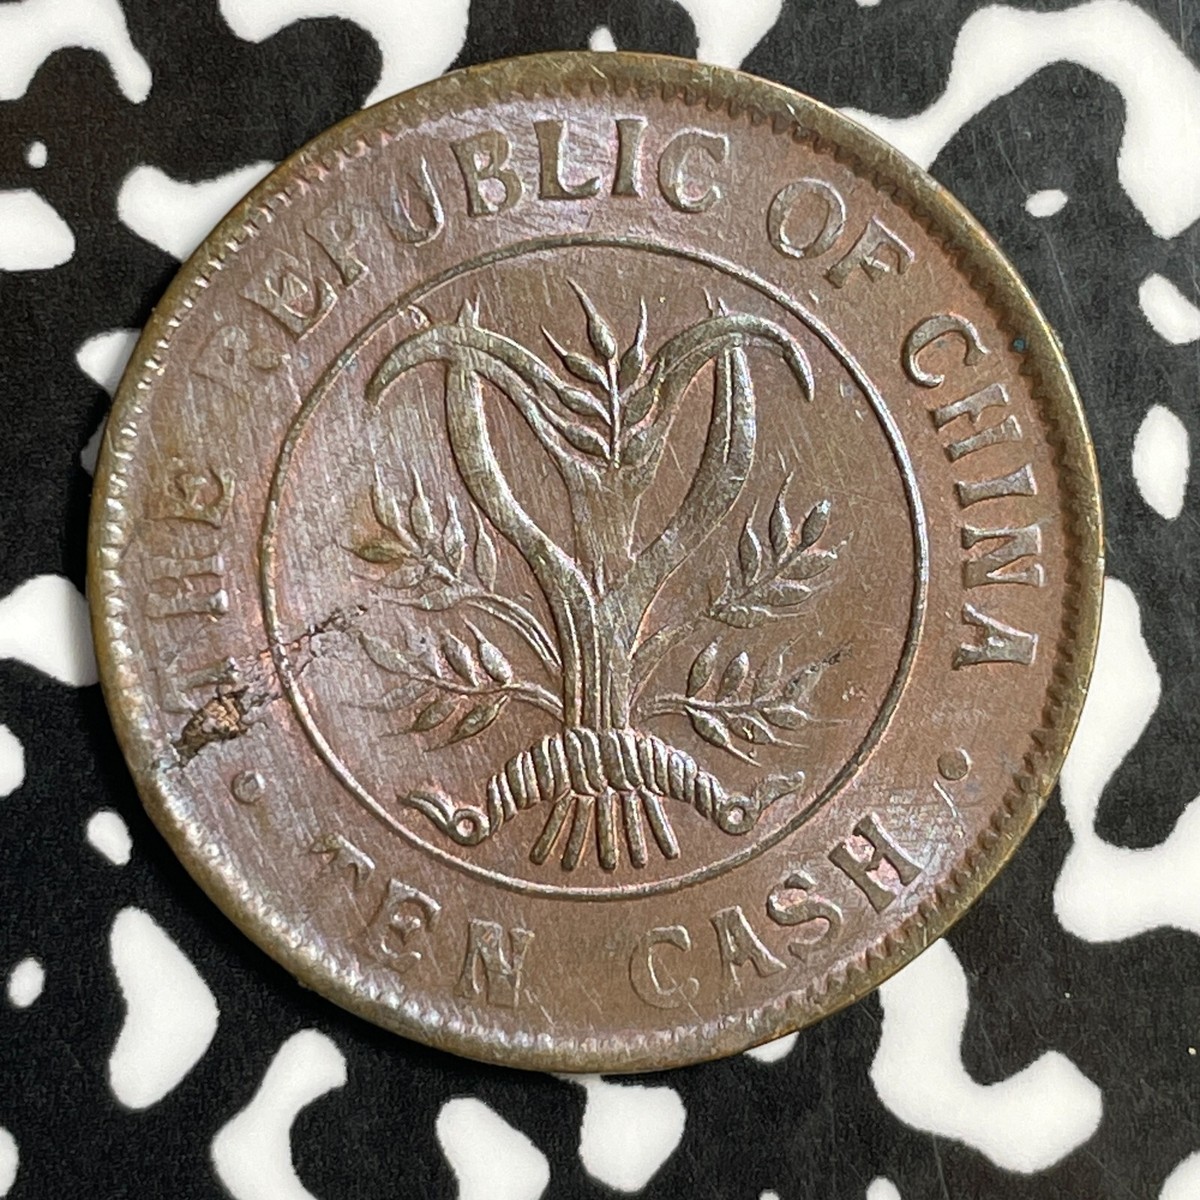 THE REPUBLIC OF CHINA
TEN CASH